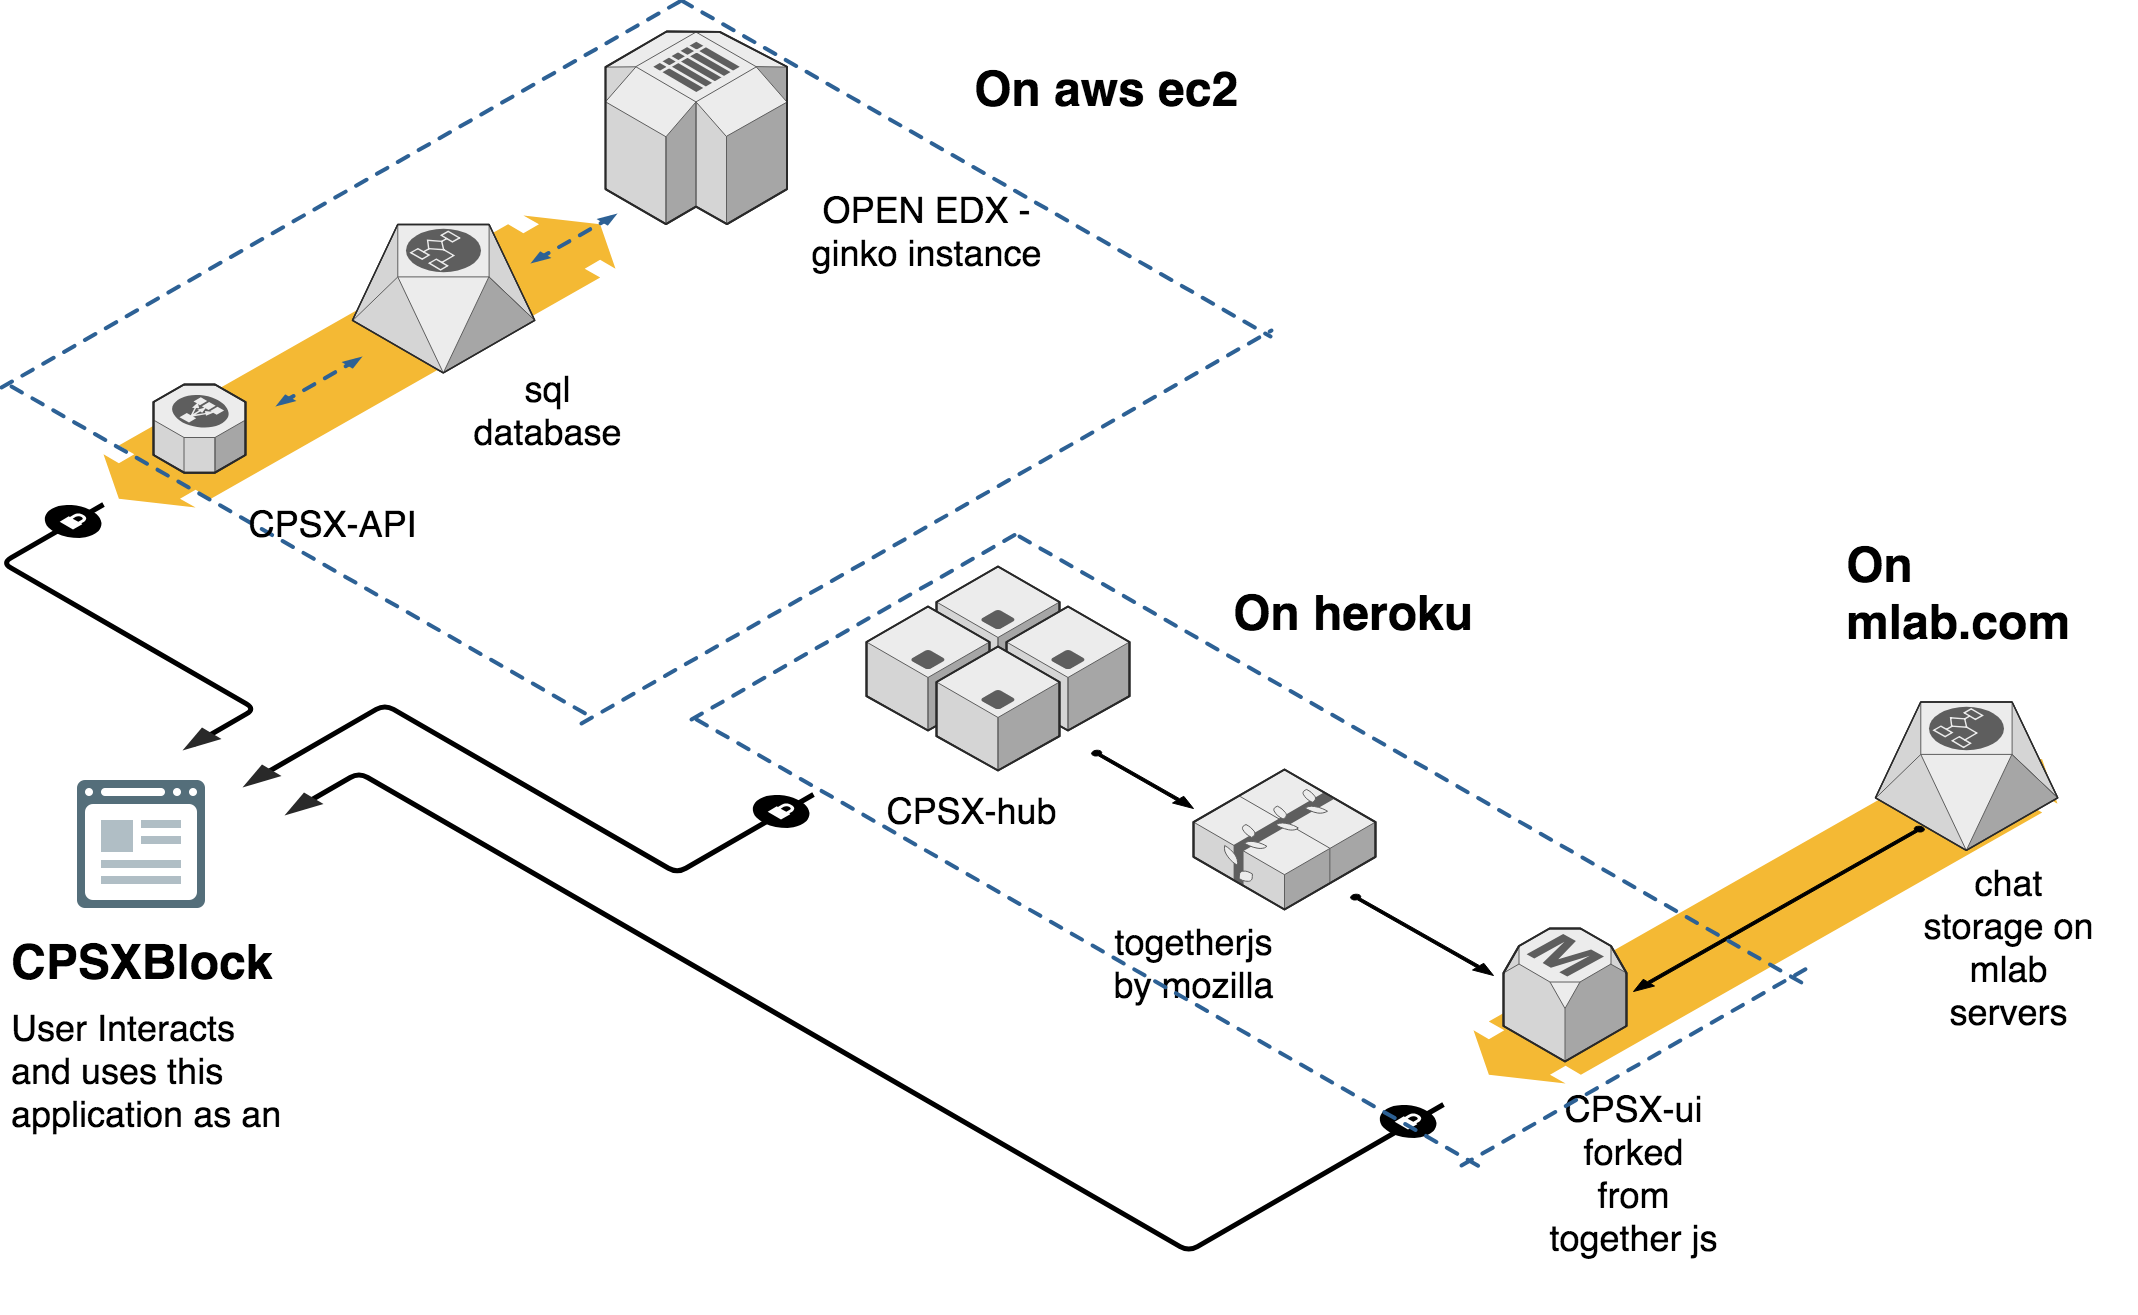 On aws ec2
OPEN EDX -
ginko instance
sql
database
CPSX-API
On heroku
On
mlab.com
CPSX-hub
togetherjs
by mozilla
chat
storage on
mlab
servers
M
CPSXBlock
User Interacts
and uses this
application as an
CPSX-ui
forked
from
together js